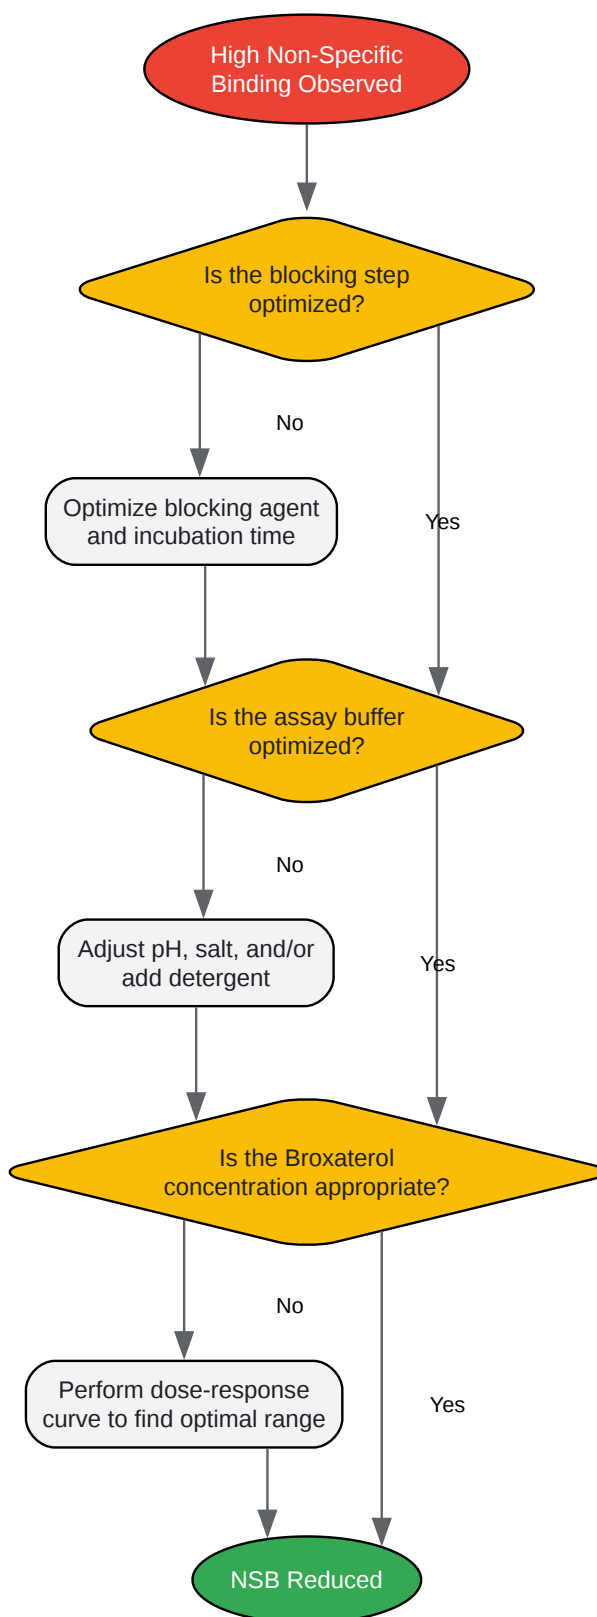 High Non-Specific
Binding Observed
Is the blocking step
optimized?
No
Optimize blocking agent
and incubation time
Yes
Is the assay buffer
optimized?
No
Adjust pH, salt, and/or
add detergent
Yes
Is the Broxaterol
concentration appropriate?
No
Perform dose-response
curve to find optimal range
Yes
NSB Reduced